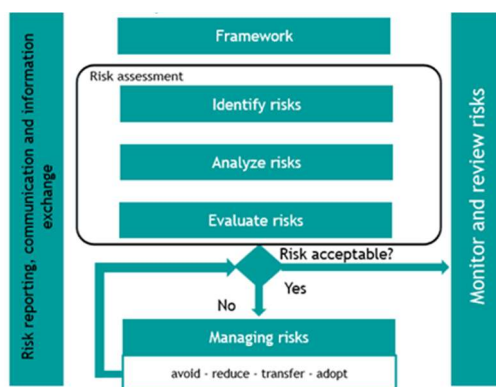 Risk reporting, communication and information
exchange
Framework
Risk assessment
Identify risks
Analyze risks
Evaluate risks
Risk acceptable?
Yes
No
Managing risks
avoid - reduce - transfer - adopt
Monitor and review risks